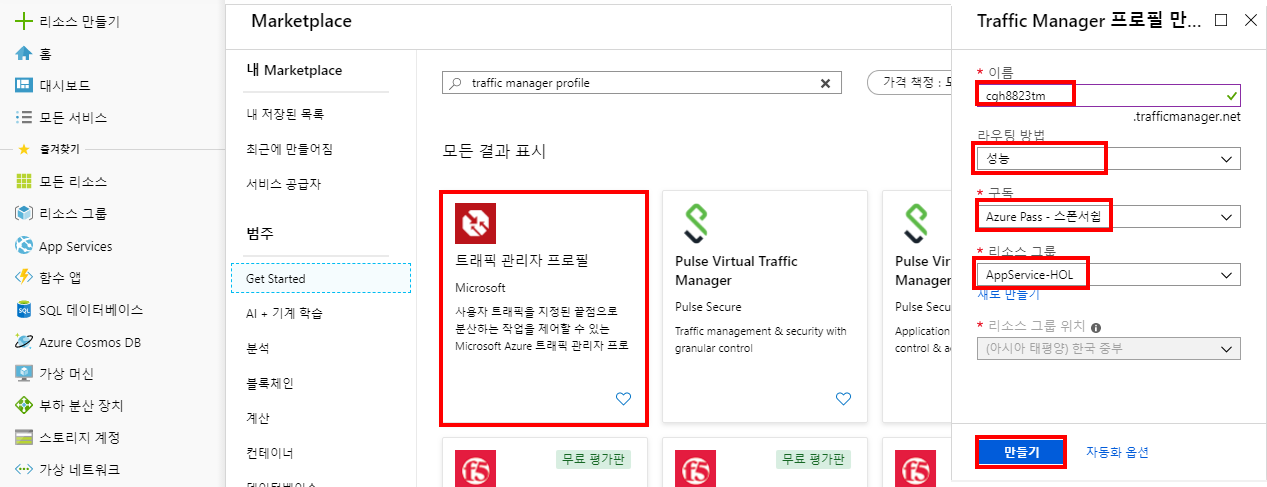 리소스 만들기
홈
대시보드
모든 서비스
즐겨찾기
모든 리소스
리소스 그룹
App Services
함수 앱
SQL 데이터베이스
Azure Cosmos DB
가상 머신
부하 분산 장치
스토리지 계정
가상 네트워크
Marketplace
내 Marketplace
내 저장된 목록
최근에 만들어짐
서비스 공급자
범주
Get Started
AI + 기계 학습
분석
블록체인
계산
컨테이너
데이터베이스
traffic manager profile
가격 책정 : 모
모든 결과 표시
트래픽 관리자 프로필
Microsoft
사용자 트래픽을 지정된 끝점으로
분산하는 작업을 제어할 수 있는
Microsoft Azure 트래픽 관리자 프로
Pulse Virtual Traffic
Manager
Pulse Secure
Traffic management & security with
granular control
Pulse Vi
Manager
Pulse Secure
Application
control & a
f5
무료 평가판
f5
무료 평가판
f5
Traffic Manager 프로필 만...
* 이름
cgh8823tm
.trafficmanager.net
라우팅 방법
성능
* 구독
Azure Pass - 스폰서쉽
* 리소스 그룹
AppService-HOL
새로 만들기
* 리소스 그룹 위치
(아시아 태평양) 한국 중부
만들기
자동화 옵션